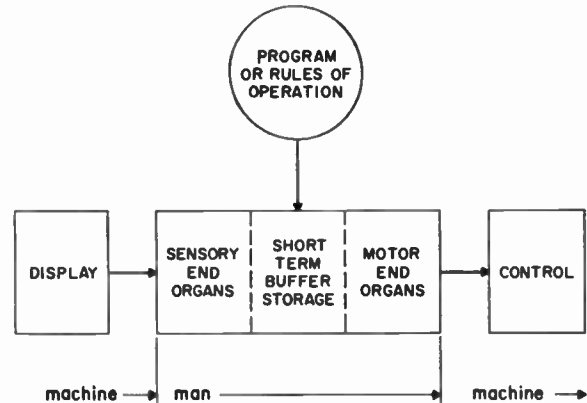 PROGRAM
OR RULES OF
OPERATION
DISPLAY
SENSORY
END
ORGANS
SHORT
TERM
BUFFER
STORAGE
MOTOR
END
ORGANS
CONTROL
machine
man
machine